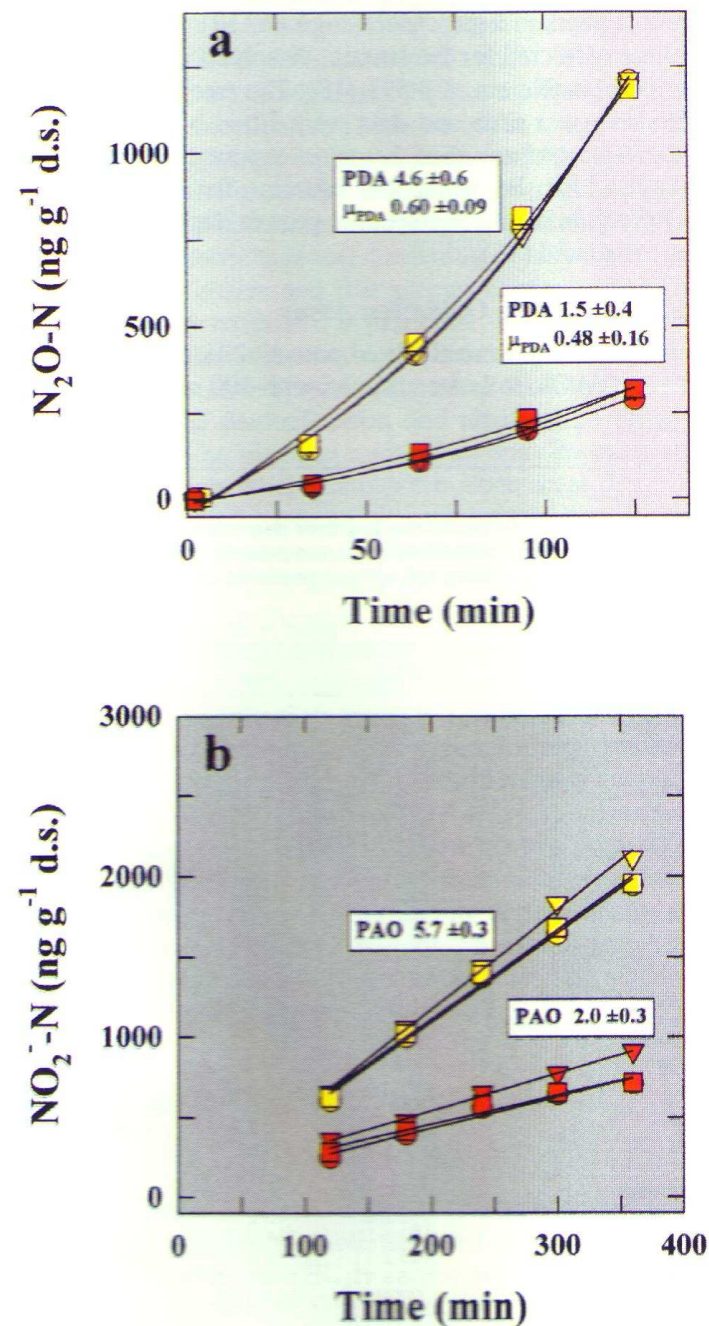 a
N₂O-N (ng g⁻¹ d.s.)
1000
500
0
PDA 4.6 ±0.6
μPDA 0.60 ±0.09
PDA 1.5 ±0.4
μPDA 0.48 ±0.16
0 50 100
Time (min)
b
NO₂⁻-N (ng g⁻¹ d.s.)
3000
2000
1000
0
PAO 5.7 ±0.3
PAO 2.0 ±0.3
0 100 200 300 400
Time (min)